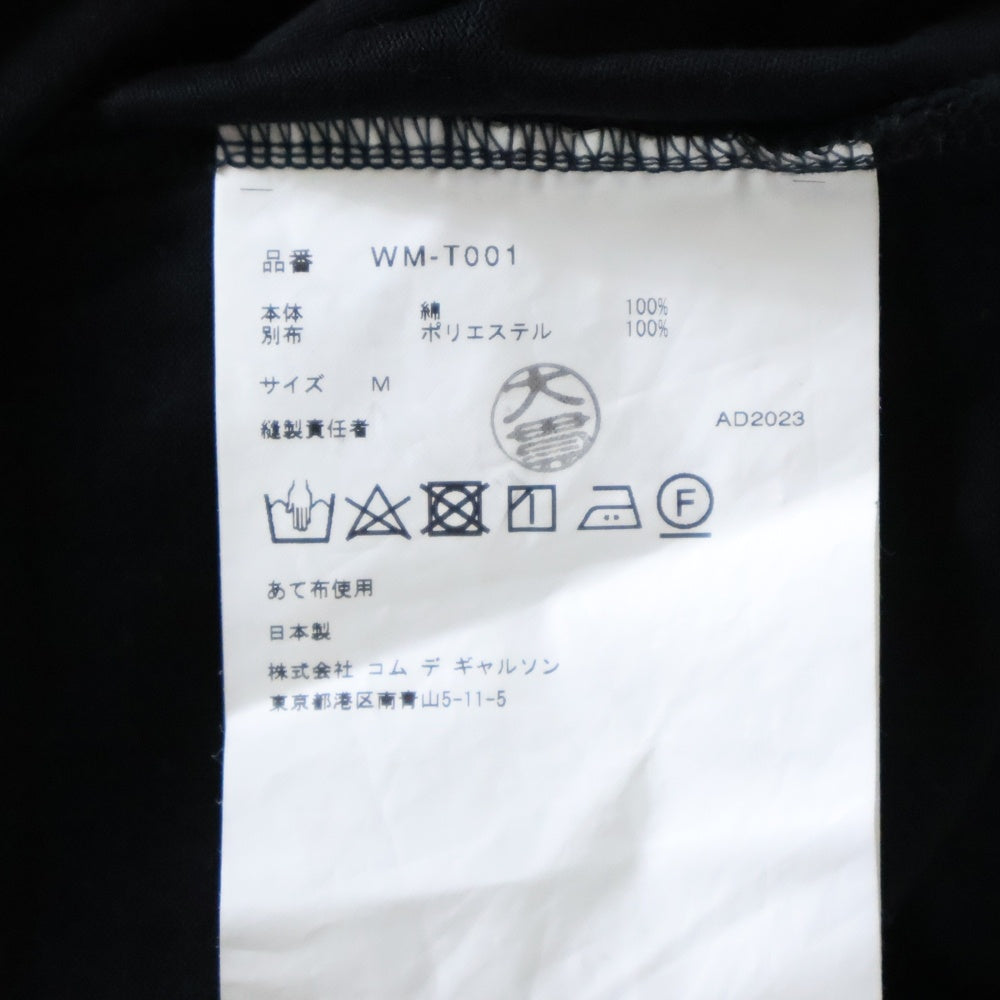 品番 WM-T001
本体 綿 100%
別布 ポリエステル 100%
サイズ M
大貫
縫製責任者
AD2023
F
あて布使用
日本製
株式会社 コム デ ギャルソン
東京都港区南青山5-11-5